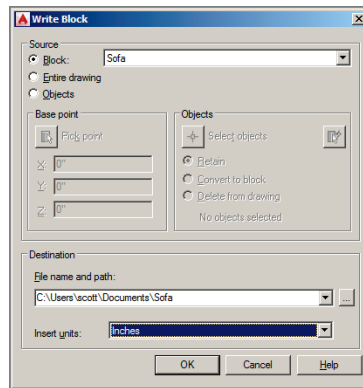 Write Block
Source
Block:
Sofa
Entire drawing
Objects
Base point
Pick point
X: 0"
Y: 0"
Z: 0"
Objects
Select objects
Retain
Convert to block
Delete from drawing
No objects selected
Destination
File name and path:
C:\Users\scott\Documents\Sofa
...
Insert units:
Inches
OK
Cancel
Help